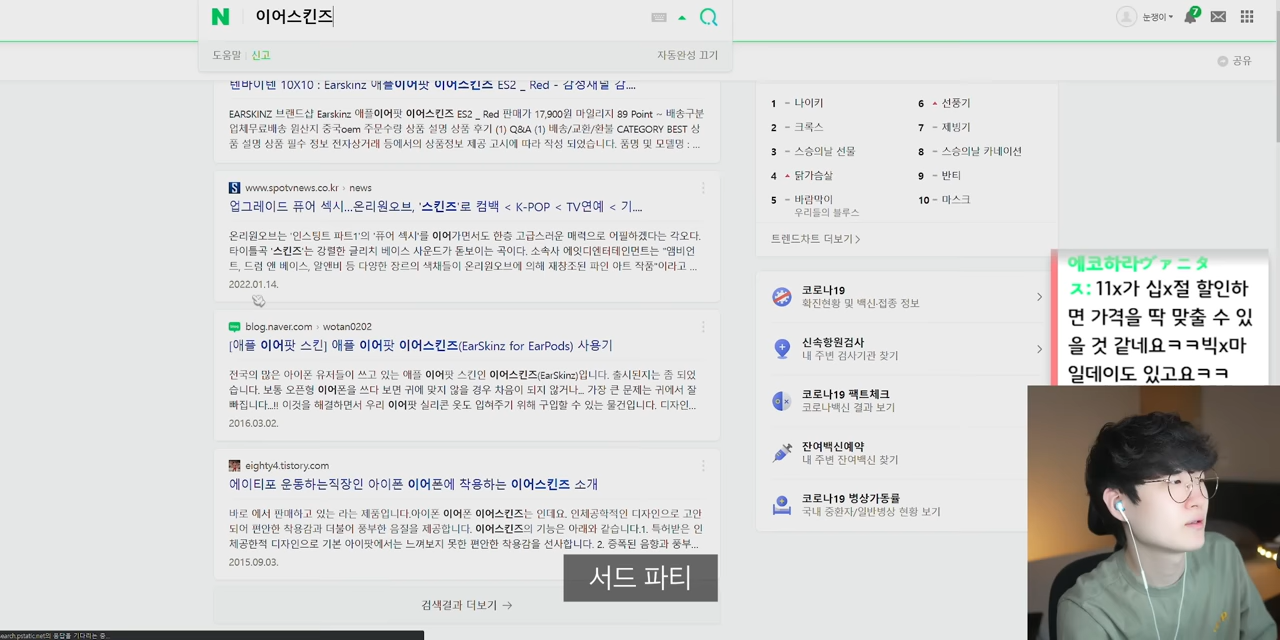 N 이어스킨즈
눈쟁이
7
도움말 신고 자동완성 끄기
공유
텐바이텐 10X10 : Earskinz 애플이어팟 이어스킨즈 ES2 _ Red - 감성채널 감....
EARSKINZ 브랜드샵 Earskinz 애플이어팟 이어스킨즈 ES2 _ Red 판매가 17,900원 마일리지 89 Point ~ 배송구분
업체무료배송 원산지 중국oem 주문수량 상품 설명 상품 후기 (1) Q&A (1) 배송/교환/환불 CATEGORY BEST 상
품 설명 상품 필수 정보 전자상거래 등에서의 상품정보 제공 고시에 따라 작성 되었습니다. 품명 및 모델명 : ...
www.spotvnews.co.kr › news
업그레이드 퓨어 섹시...온리원오브, '스킨즈'로 컴백 < K-POP < TV연예 < 기....
온리원오브는 '인스팅트 파트1'의 '퓨어 섹시'를 이어가면서도 한층 고급스러운 매력으로 어필하겠다는 각오다.
타이틀곡 '스킨즈'는 강렬한 글리치 베이스 사운드가 돋보이는 곡이다. 소속사 에잇디엔터테인먼트는 "앰비언
트, 드럼 앤 베이스, 알앤비 등 다양한 장르의 색채들이 온리원오브에 의해 재창조된 파인 아트 작품"이라고 ...
2022.01.14.
blog.naver.com › wotan0202
[애플 이어팟 스킨] 애플 이어팟 이어스킨즈(EarSkinz for EarPods) 사용기
전국의 많은 아이폰 유저들이 쓰고 있는 애플 이어팟 스킨인 이어스킨즈(EarSkinz)입니다. 출시된지는 좀 되었
습니다. 보통 오픈형 이어폰을 쓰다 보면 귀에 맞지 않을 경우 차음이 되지 않거나... 가장 큰 문제는 귀에서 잘
빠집니다...!! 이것을 해결하면서 우리 이어팟 실리콘 옷도 입혀주기 위해 구입할 수 있는 물건입니다. 디자인...
2016.03.02.
eighty4.tistory.com
에이티포 운동하는직장인 아이폰 이어폰에 착용하는 이어스킨즈 소개
바로 에서 판매하고 있는 라는 제품입니다.아이폰 이어폰 이어스킨즈는 인데요. 인체공학적인 디자인으로 고안
되어 편안한 착용감과 더불어 풍부한 음질을 제공합니다. 이어스킨즈의 기능은 아래와 같습니다.1. 특허받은 인
체공한적 디자인으로 기본 아이팟에서는 느껴보지 못한 편안한 착용감을 선사합니다. 2. 증폭된 음향과 풍부...
2015.09.03.
검색결과 더보기
서드 파티
1 나이키
2 크록스
3 스승의날 선물
4 닭가슴살
5 바람막이
우리들의 블루스
6 선풍기
7 제빙기
8 스승의날 카네이션
9 반티
10 마스크
트렌드차트 더보기
코로나19
확진현황 및 백신·접종 정보
신속항원검사
내 주변 검사기관 찾기
코로나19 팩트체크
코로나백신 결과 보기
잔여백신예약
내 주변 잔여백신 찾기
코로나19 병상가동률
국내 중환자/일반병상 현황 보기
에코하라ヴァニタ
ス: 11x가 십x절 할인하
면 가격을 딱 맞출 수 있
을 것 같네요ㅋㅋ빅x마
일데이도 있고요ㅋㅋ
search.pstatic.net의 응답을 기다리는 중...